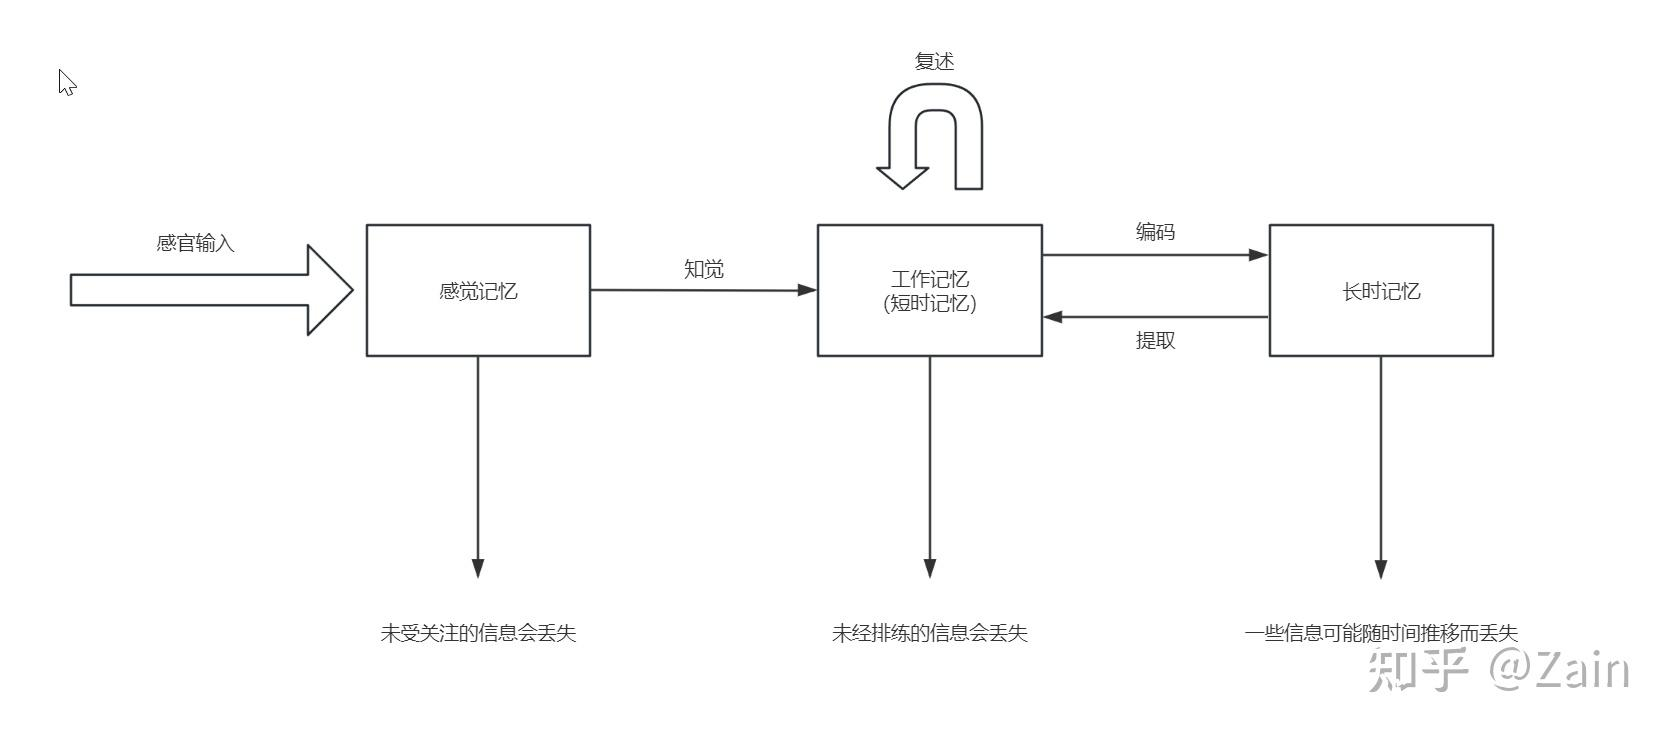 复述
感官输入
感觉记忆
知觉
工作记忆
(短时记忆)
编码
提取
长时记忆
未受关注的信息会丢失
未经排练的信息会丢失
一些信息可能随时间推移而丢失
知乎 @Zain